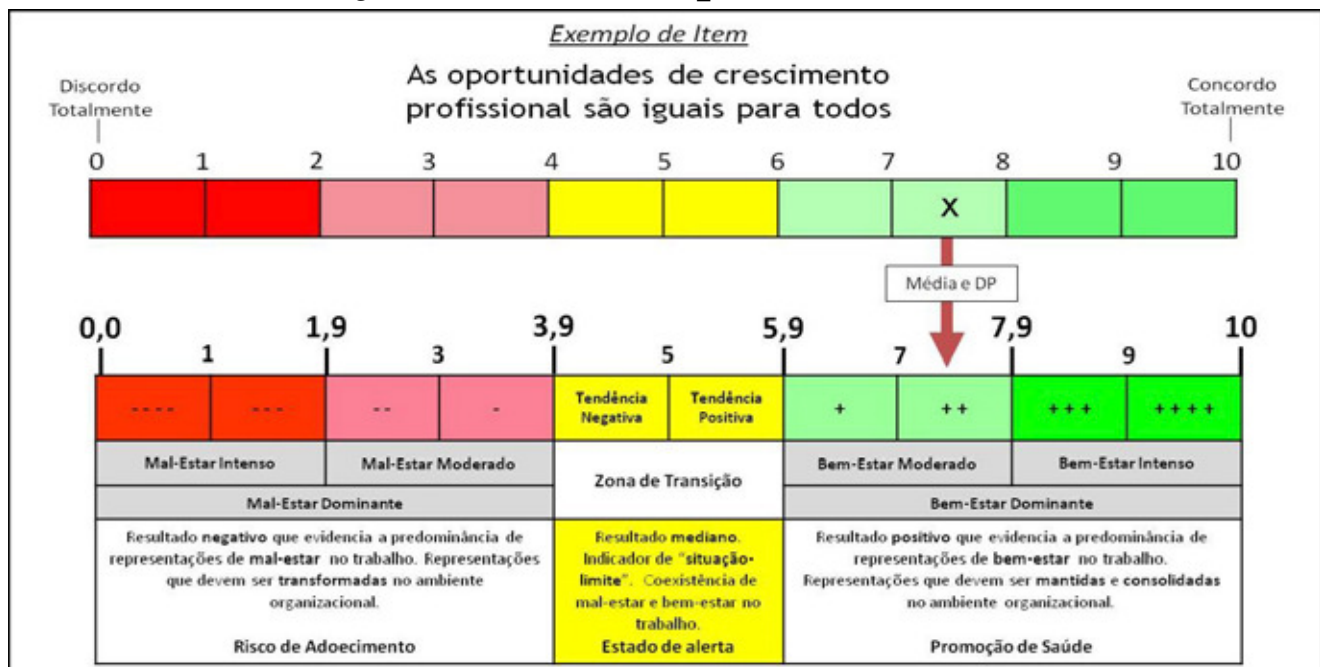 Exemplo de Item
As oportunidades de crescimento
profissional são iguais para todos
Discordo
Totalmente
Concordo
Totalmente
0 1 2 3 4 5 6 7 8 9 10
X
Média e DP
0,0 1,9 3,9 5,9 7,9 10
1 3 5 7 9
- - - - - - - - - - Tendência Negativa Tendência Positiva + + + + + + + + + +
Mal-Estar Intenso Mal-Estar Moderado Zona de Transição Bem-Estar Moderado Bem-Estar Intenso
Mal-Estar Dominante Bem-Estar Dominante
Resultado negativo que evidencia a predominância de
representações de mal-estar no trabalho. Representações
que devem ser transformadas no ambiente
organizacional.
Risco de Adoecimento
Resultado mediano.
Indicador de "situação-
limite". Coexistência de
mal-estar e bem-estar no
trabalho.
Estado de alerta
Resultado positivo que evidencia a predominância de
representações de bem-estar no trabalho.
Representações que devem ser mantidas e consolidadas
no ambiente organizacional.
Promoção de Saúde